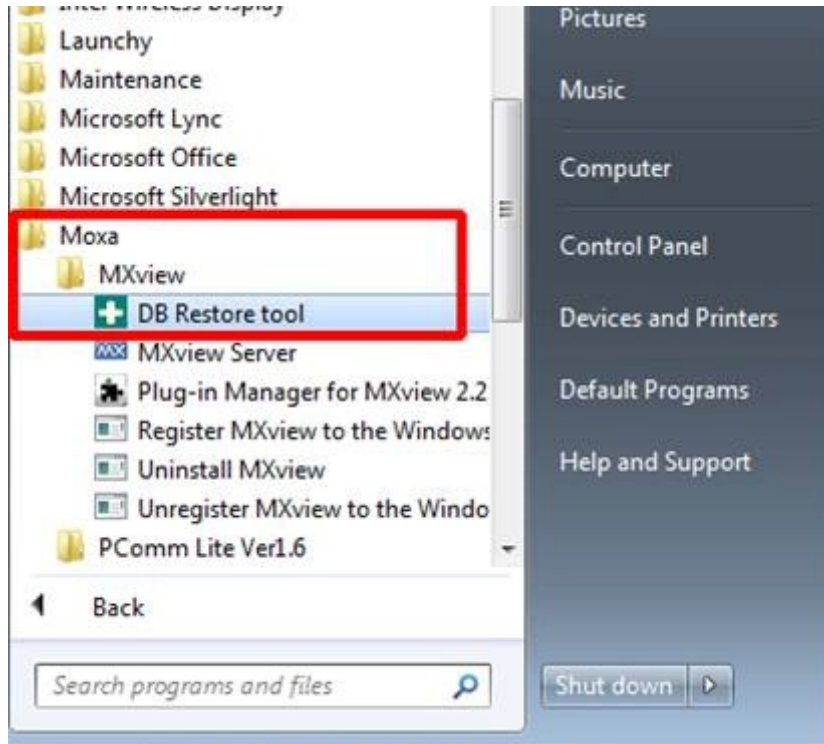 Intel Wireless Display
Launchy
Maintenance
Microsoft Lync
Microsoft Office
Microsoft Silverlight
Moxa
MXview
DB Restore tool
MXview Server
Plug-in Manager for MXview 2.2
Register MXview to the Windows
Uninstall MXview
Unregister MXview to the Windo
PComm Lite Ver1.6
Back
Search programs and files
Pictures
Music
Computer
Control Panel
Devices and Printers
Default Programs
Help and Support
Shut down